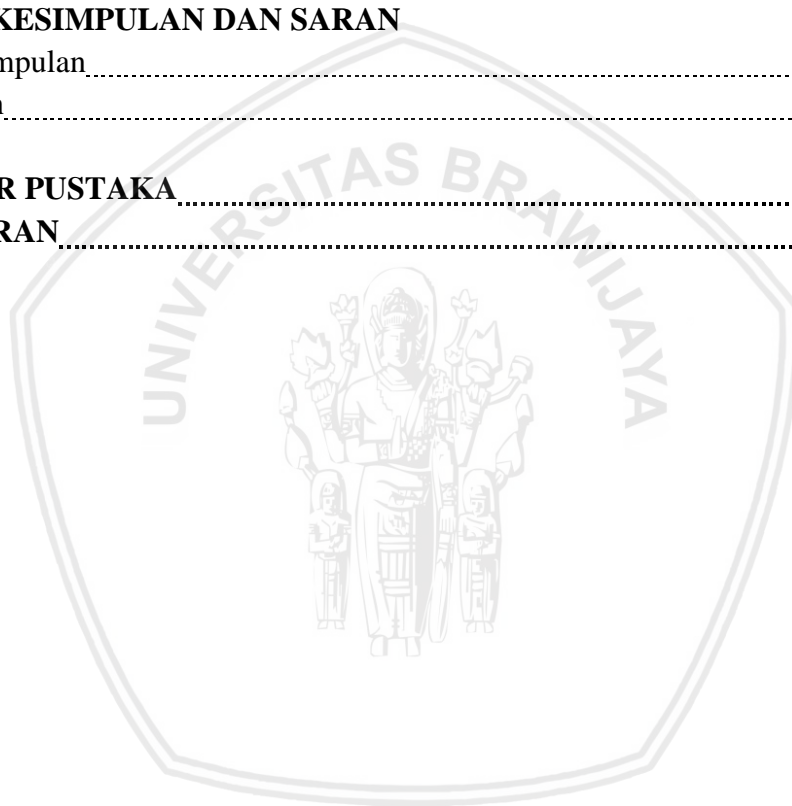 KESIMPULAN DAN SARAN
mpulan
R PUSTAKA
RAN
UNIVERSITAS BRAWIJAYA